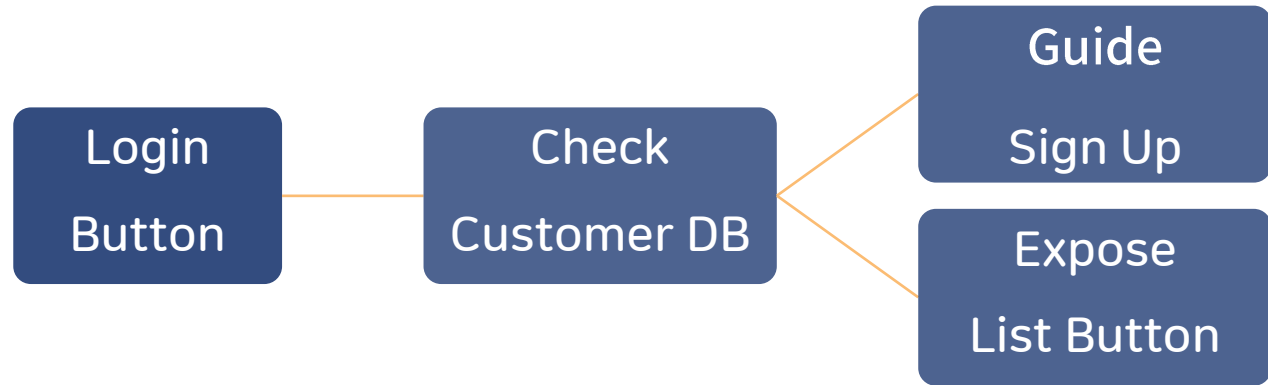 Login
Button
Check
Customer DB
Guide
Sign Up
Expose
List Button